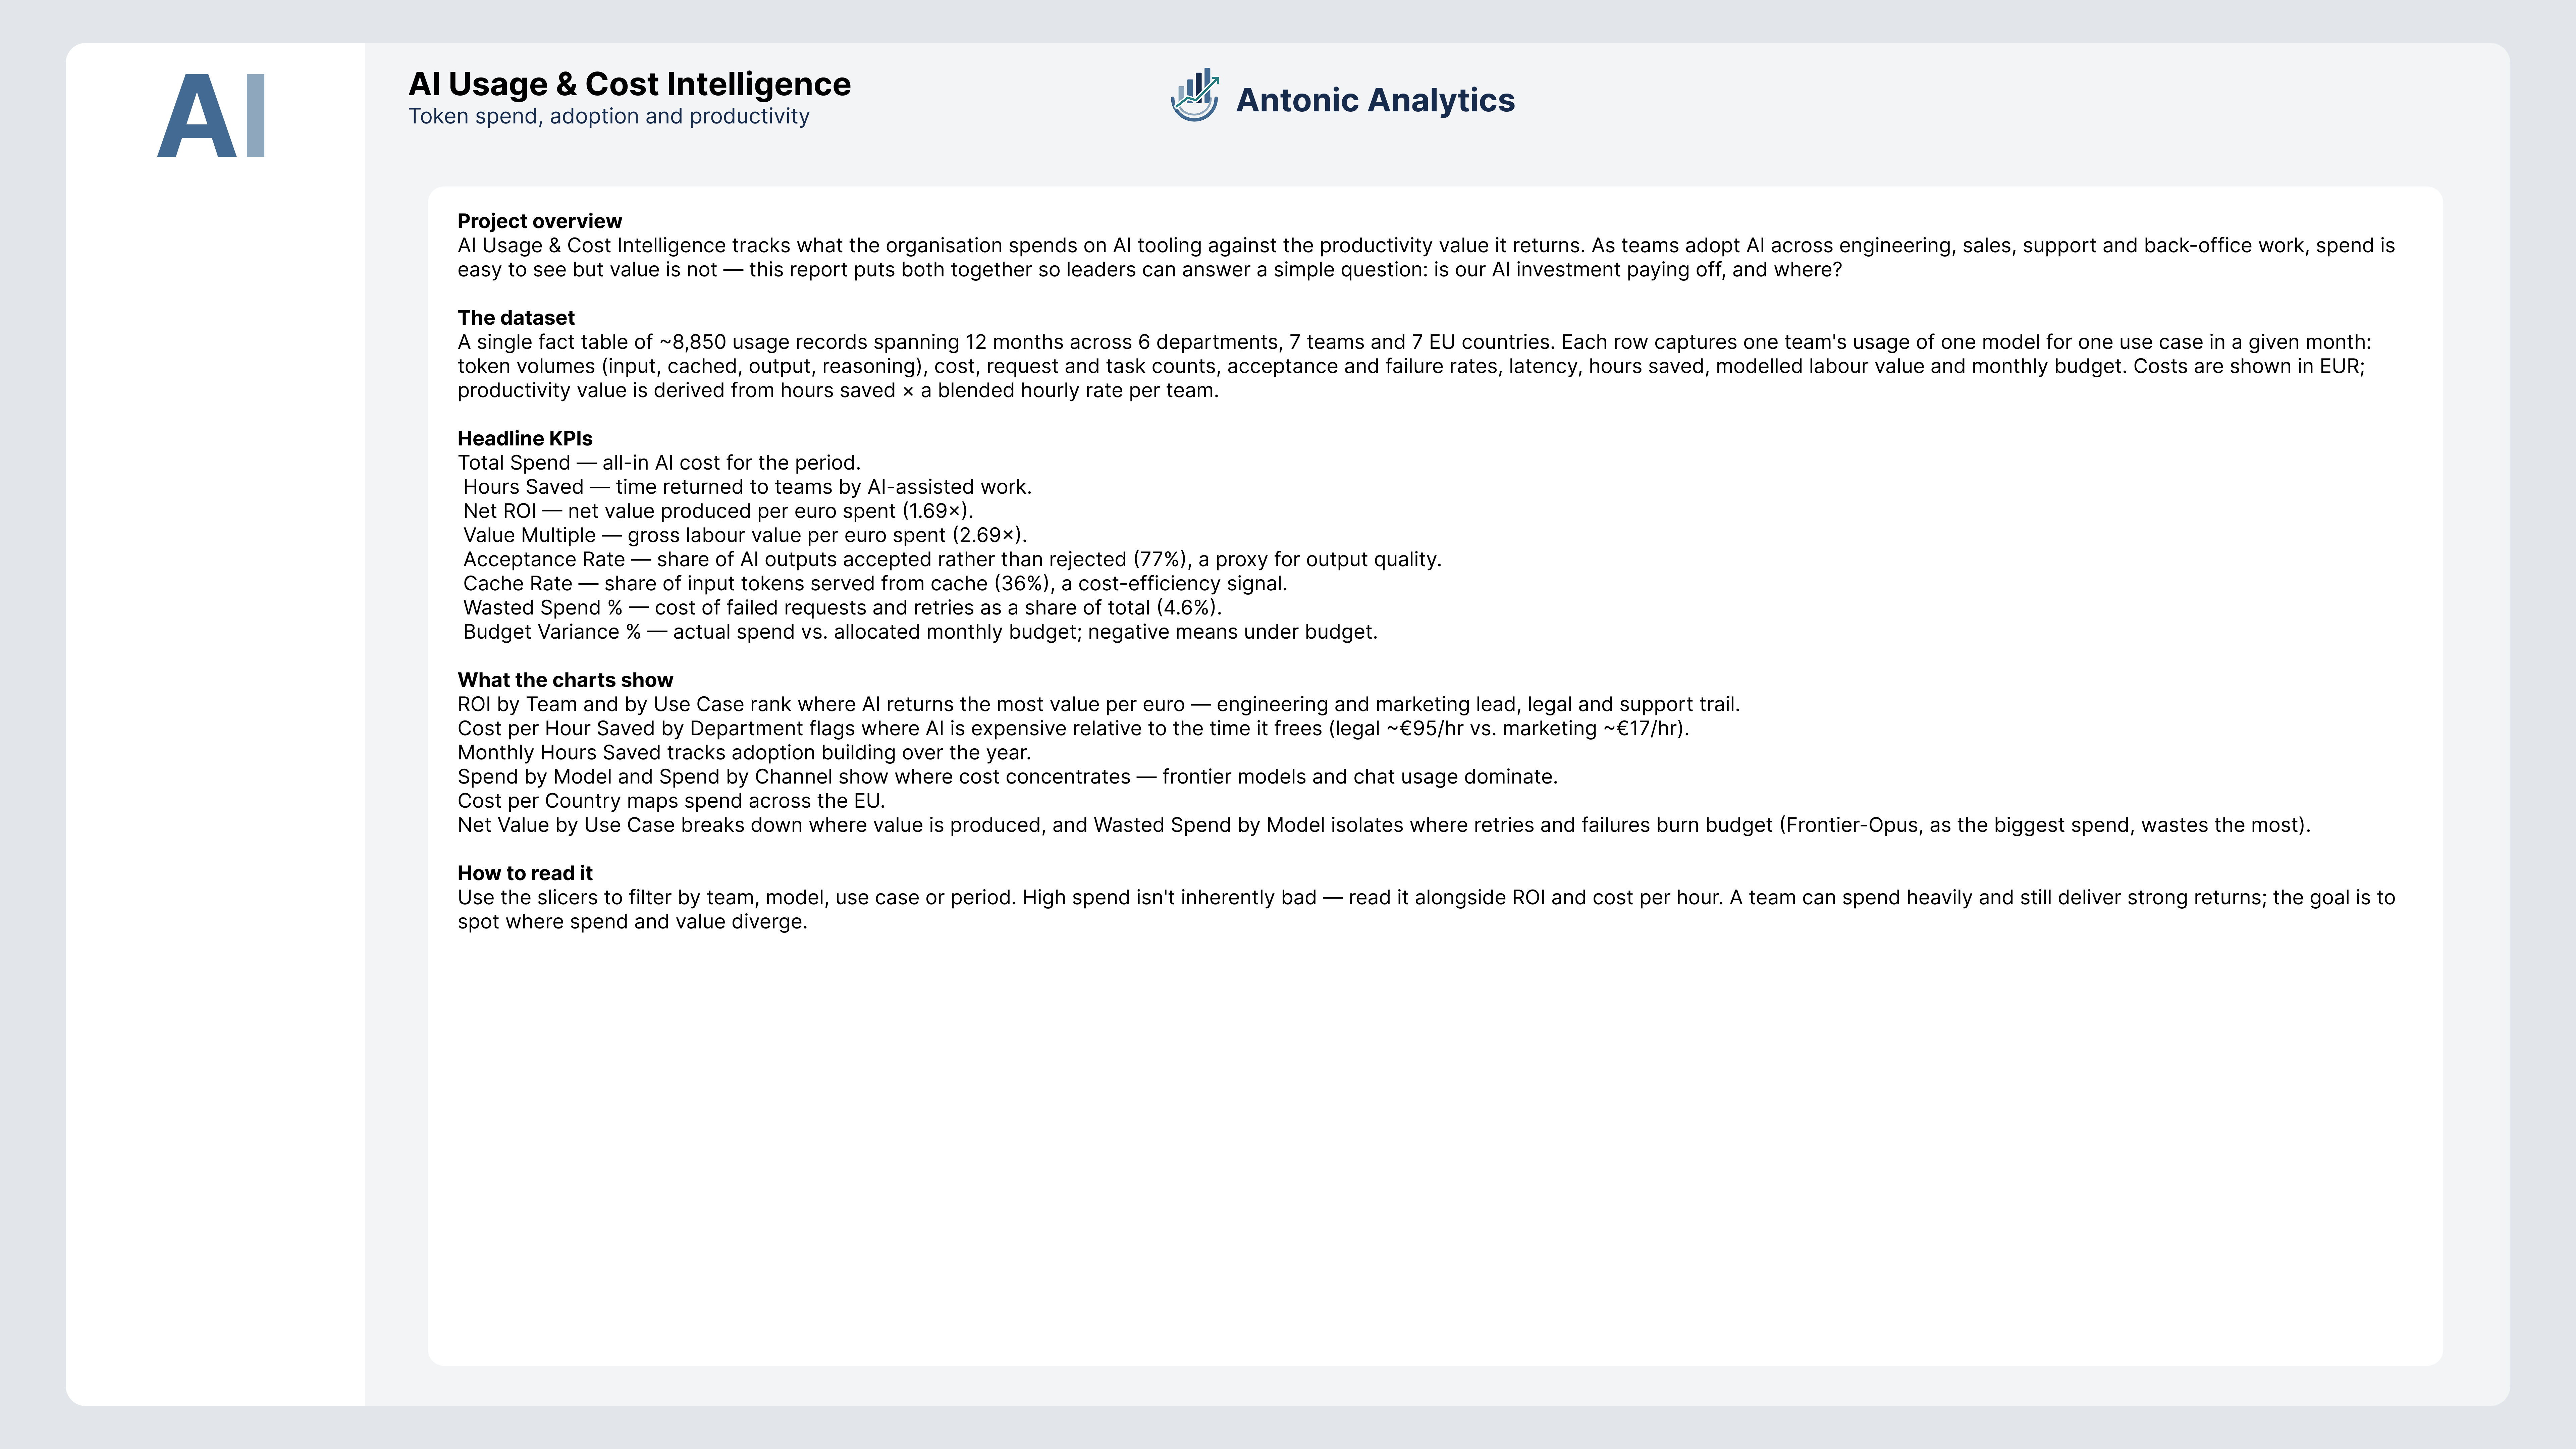 AI
AI Usage & Cost Intelligence
Token spend, adoption and productivity
Antonic Analytics
Project overview
AI Usage & Cost Intelligence tracks what the organisation spends on AI tooling against the productivity value it returns. As teams adopt AI across engineering, sales, support and back-office work, spend is
easy to see but value is not — this report puts both together so leaders can answer a simple question: is our AI investment paying off, and where?
The dataset
A single fact table of ~8,850 usage records spanning 12 months across 6 departments, 7 teams and 7 EU countries. Each row captures one team's usage of one model for one use case in a given month:
token volumes (input, cached, output, reasoning), cost, request and task counts, acceptance and failure rates, latency, hours saved, modelled labour value and monthly budget. Costs are shown in EUR;
productivity value is derived from hours saved × a blended hourly rate per team.
Headline KPIs
Total Spend — all-in AI cost for the period.
Hours Saved — time returned to teams by AI-assisted work.
Net ROI — net value produced per euro spent (1.69×).
Value Multiple — gross labour value per euro spent (2.69×).
Acceptance Rate — share of AI outputs accepted rather than rejected (77%), a proxy for output quality.
Cache Rate — share of input tokens served from cache (36%), a cost-efficiency signal.
Wasted Spend % — cost of failed requests and retries as a share of total (4.6%).
Budget Variance % — actual spend vs. allocated monthly budget; negative means under budget.
What the charts show
ROI by Team and by Use Case rank where AI returns the most value per euro — engineering and marketing lead, legal and support trail.
Cost per Hour Saved by Department flags where AI is expensive relative to the time it frees (legal ~€95/hr vs. marketing ~€17/hr).
Monthly Hours Saved tracks adoption building over the year.
Spend by Model and Spend by Channel show where cost concentrates — frontier models and chat usage dominate.
Cost per Country maps spend across the EU.
Net Value by Use Case breaks down where value is produced, and Wasted Spend by Model isolates where retries and failures burn budget (Frontier-Opus, as the biggest spend, wastes the most).
How to read it
Use the slicers to filter by team, model, use case or period. High spend isn't inherently bad — read it alongside ROI and cost per hour. A team can spend heavily and still deliver strong returns; the goal is to
spot where spend and value diverge.